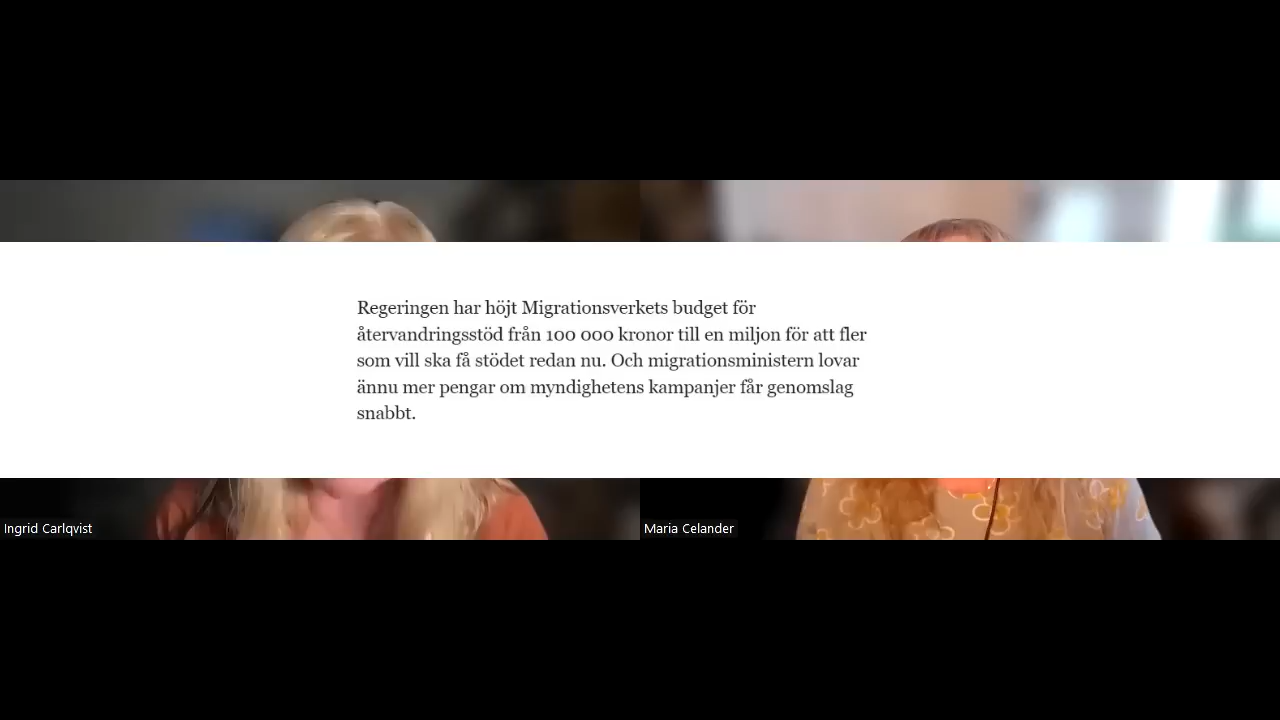 Regeringen har höjt Migrationsverkets budget för
återvandringsstöd från 100 000 kronor till en miljon för att fler
som vill ska få stödet redan nu. Och migrationsministern lovar
ännu mer pengar om myndighetens kampanjer får genomslag
snabbt.
Ingrid Carlqvist
Maria Celander